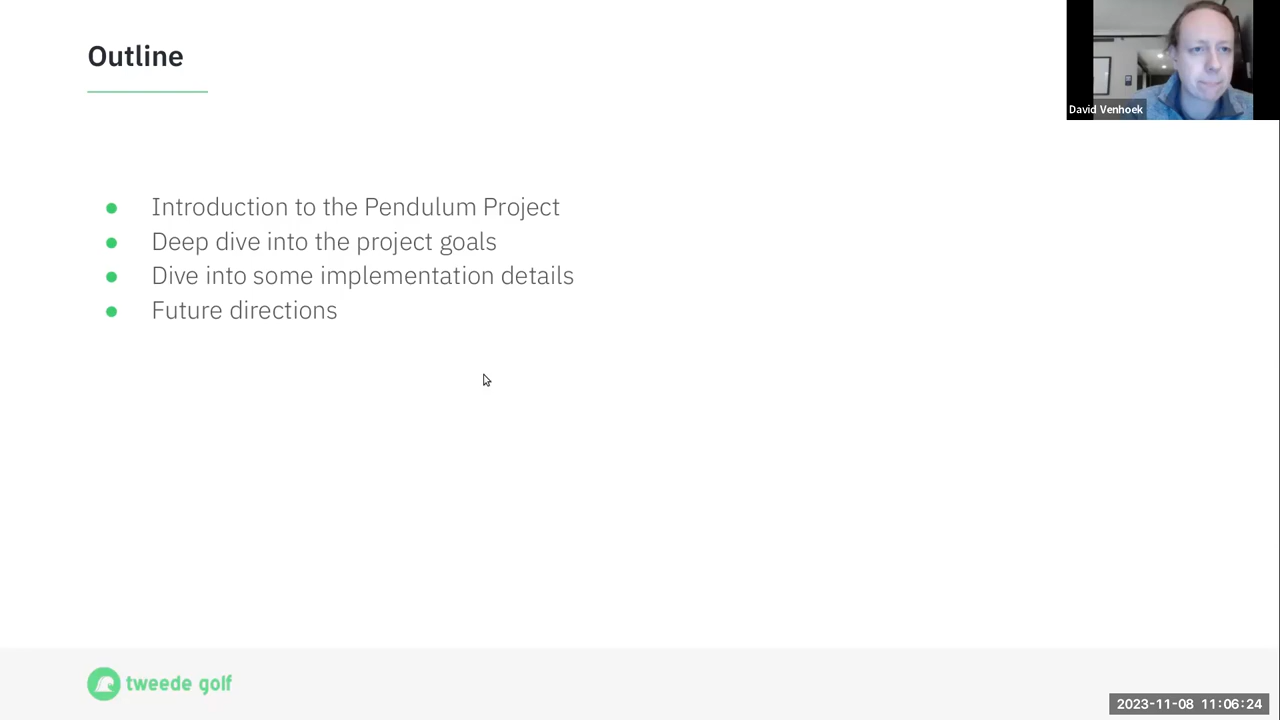 Outline
David Venhoek
● Introduction to the Pendulum Project
● Deep dive into the project goals
● Dive into some implementation details
● Future directions
tweede golf
2023-11-08 11:06:24